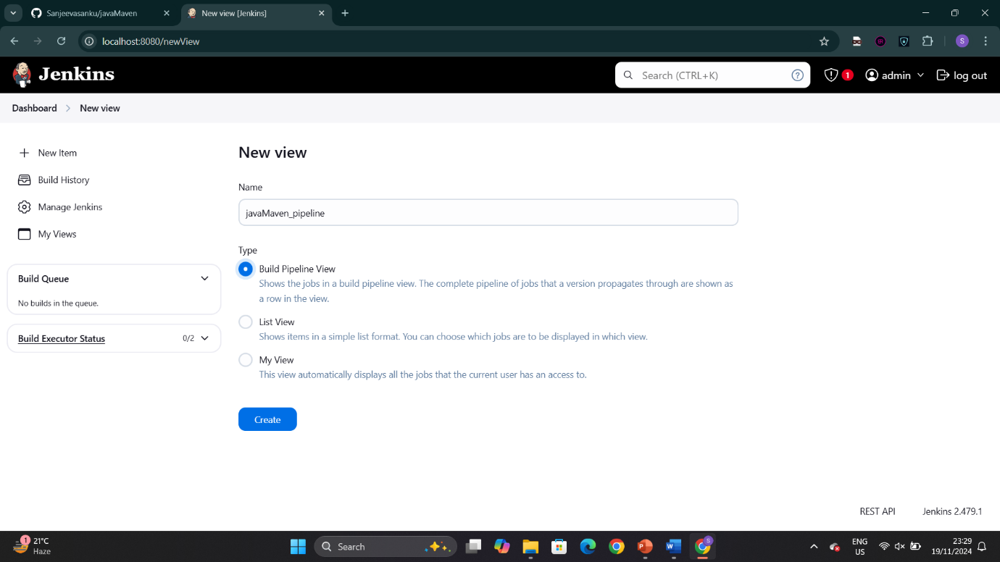 Sanjeevasanku/javaMaven
New view [Jenkins]
localhost:8080/newView
S
Jenkins
Search (CTRL+K)
?
1
admin
log out
Dashboard
New view
New Item
Build History
Manage Jenkins
My Views
Build Queue
No builds in the queue.
Build Executor Status
0/2
New view
Name
javaMaven_pipeline
Type
Build Pipeline View
Shows the jobs in a build pipeline view. The complete pipeline of jobs that a version propagates through are shown as
a row in the view.
List View
Shows items in a simple list format. You can choose which jobs are to be displayed in which view.
My View
This view automatically displays all the jobs that the current user has an access to.
Create
REST API
Jenkins 2.479.1
1
21°C
Haze
Search
P
W
S
ENG
US
23:29
19/11/2024